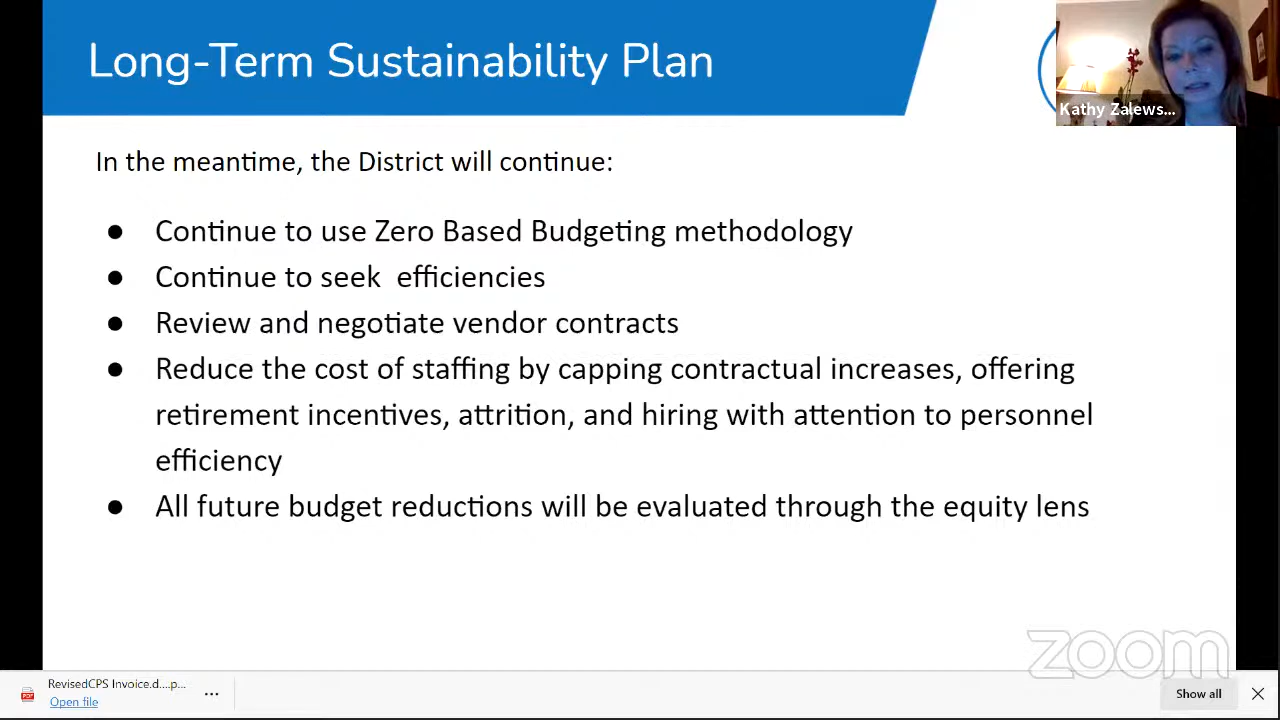 Long-Term Sustainability Plan
Kathy Zalews...
In the meantime, the District will continue:
● Continue to use Zero Based Budgeting methodology
● Continue to seek  efficiencies
● Review and negotiate vendor contracts
● Reduce the cost of staffing by capping contractual increases, offering
retirement incentives, attrition, and hiring with attention to personnel
efficiency
● All future budget reductions will be evaluated through the equity lens
zoom
RevisedCPS Invoice.d....p...
Open file
Show all